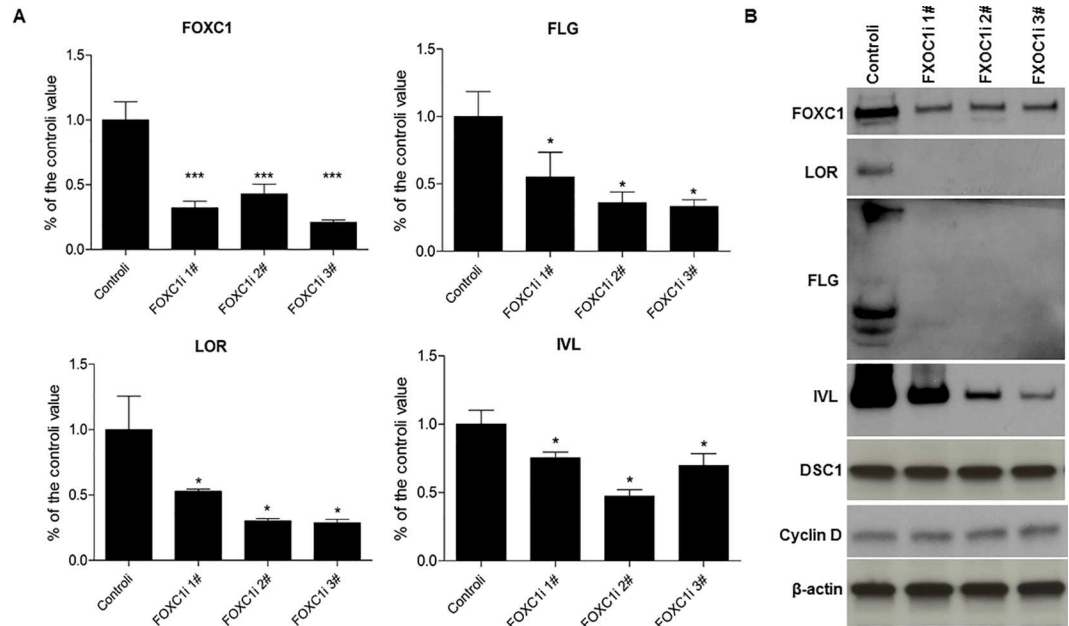 A
FOXC1
% of the controli value
1.5
1.0
0.5
0.0
***
***
***
Controli
FOXC1i 1#
FOXC1i 2#
FOXC1i 3#
FLG
% of the controli value
1.5
1.0
0.5
0.0
*
*
*
Controli
FOXC1i 1#
FOXC1i 2#
FOXC1i 3#
LOR
% of the controli value
1.5
1.0
0.5
0.0
*
*
*
Controli
FOXC1i 1#
FOXC1i 2#
FOXC1i 3#
IVL
% of the controli value
1.5
1.0
0.5
0.0
*
*
*
Controli
FOXC1i 1#
FOXC1i 2#
FOXC1i 3#
B
Controli
FXOC1i 1#
FXOC1i 2#
FXOC1i 3#
FOXC1
LOR
FLG
IVL
DSC1
Cyclin D
β-actin